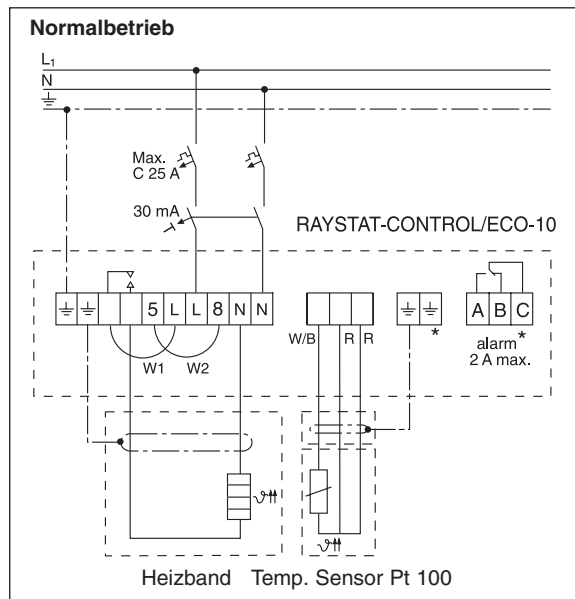 Normalbetrieb
L1
N
Max.
C 25 A
30 mA
RAYSTAT-CONTROL/ECO-10
5 L L 8 N N
A B C
W/B R R
*
alarm *
2 A max.
W1 W2
ϑ
ϑ
Heizband Temp. Sensor Pt 100